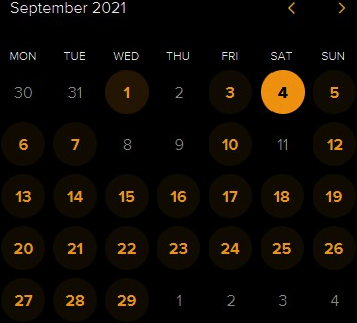 September 2021 < >
MON TUE WED THU FRI SAT SUN
30 31 1 2 3 4 5
6 7 8 9 10 11 12
13 14 15 16 17 18 19
20 21 22 23 24 25 26
27 28 29 1 2 3 4